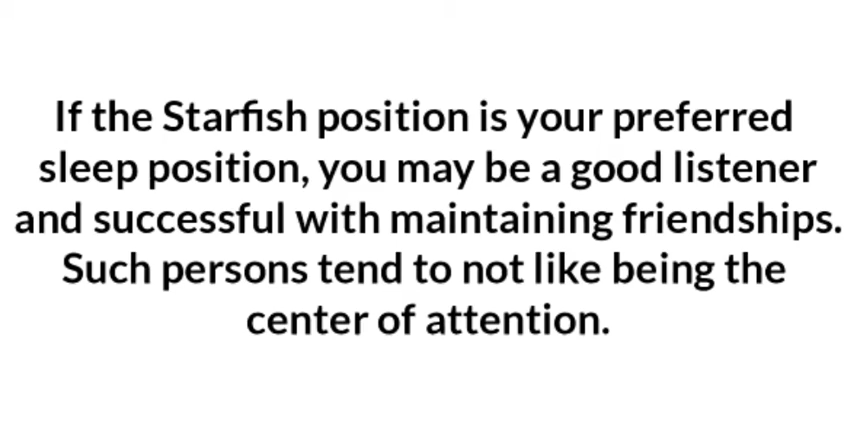 If the Starfish position is your preferred
sleep position, you may be a good listener
and successful with maintaining friendships.
Such persons tend to not like being the
center of attention.